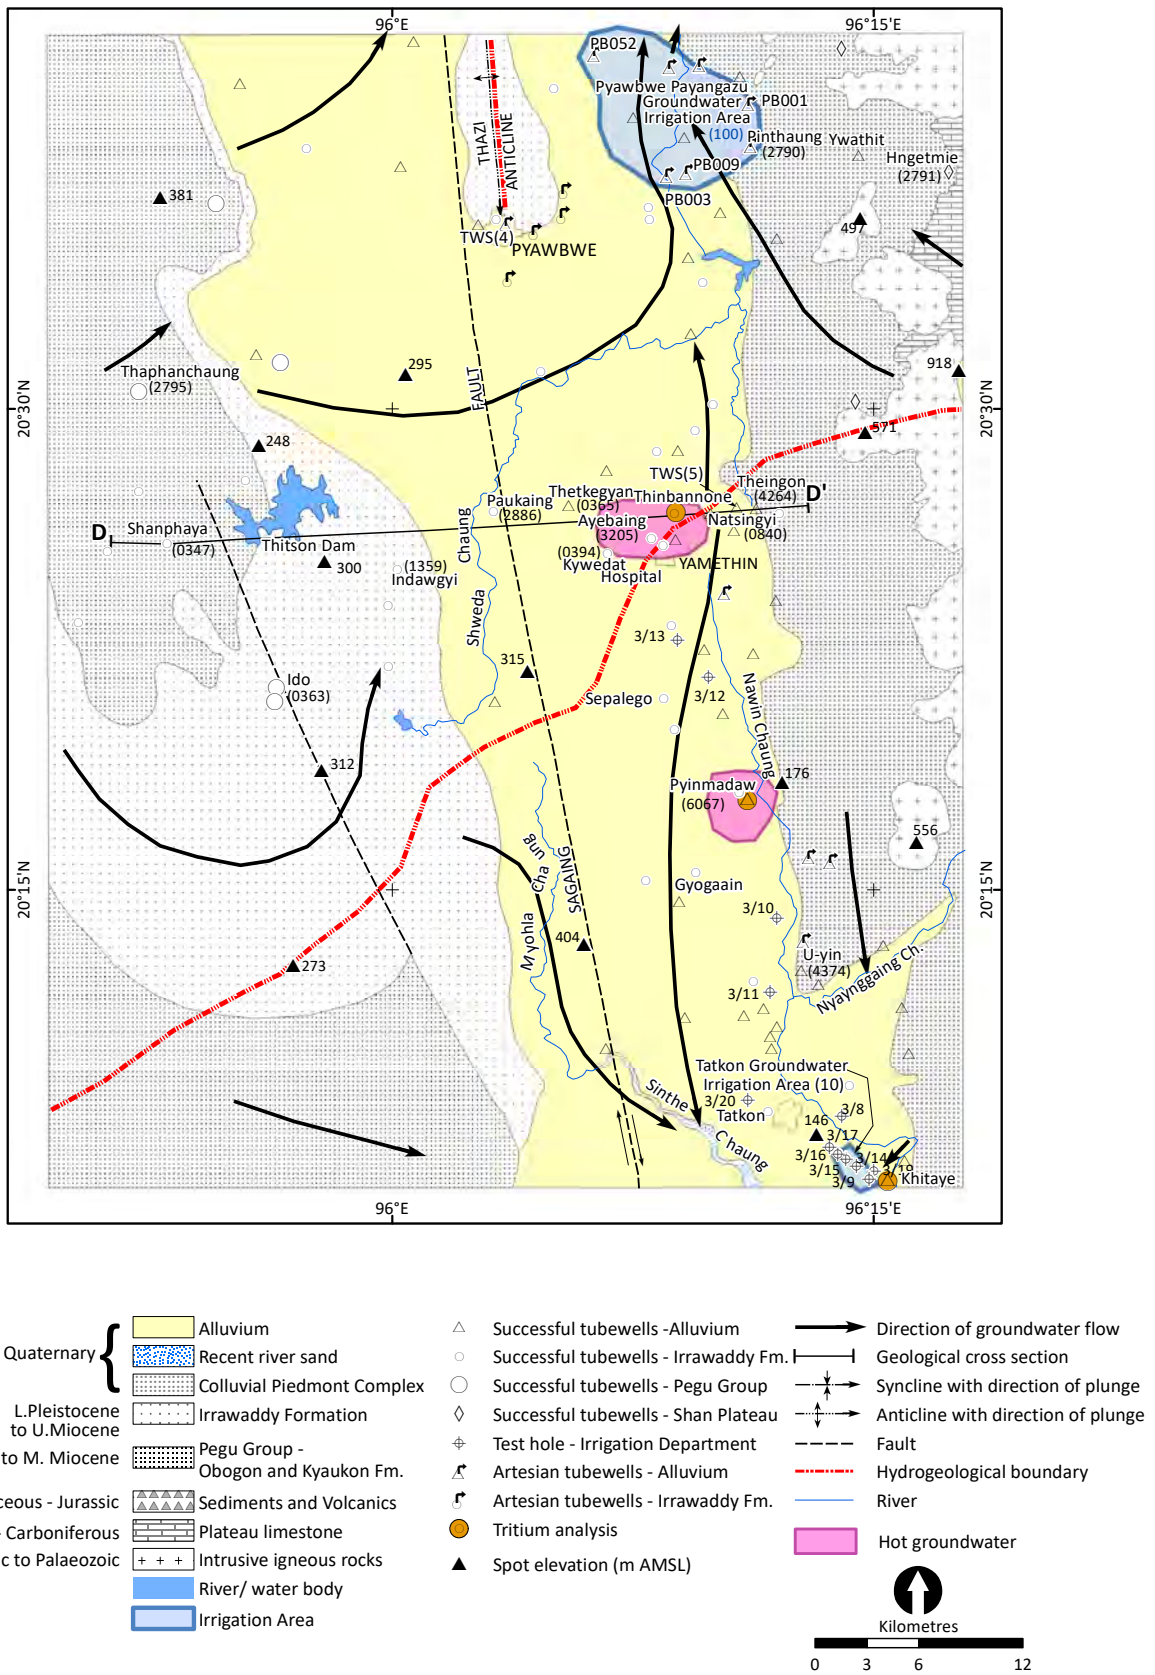 96°E
96°15'
PB052
Pyawbwe Payangazu
Groundwater
Irrigation Area
(100)
PB001
Pinthaung
(2790)
Ywathit
Hngetmie
(2791)
PB009
PB003
THAZI
ANTICLINE
381
497
TWS(4)
PYAWBWE
Thaphanchaung
(2795)
295
918
20°30'N
20°30'N
FAULT
248
571
TWS(5)
Theingon
(4264)
D'
Thetkegyan
(0365)
Thinbannone
Paukaing
(2886)
Ayebaing
(3205)
Natsingyi
(0840)
D
Shanphaya
(0347)
Thitson Dam
300
(1359)
Indawgyi
(0394)
Kywedat
Hospital
YAMETHIN
Shweda
Chaung
3/13
315
3/12
Ido
(0363)
Sepalego
Nawin Chaung
312
Pyinmadaw
(6067)
176
556
Myohla
Cha
gun
SAGAING
Gyogaain
20°15'N
20°15'N
3/10
404
U-yin
(4374)
273
3/11
Nyaynggaing Ch.
Tatkon Groundwater
Irrigation Area (10)
Sinthe
Chaung
3/20
Tatkon
3/8
146
3/17
3/16
3/14
3/15
3/9
Khitaye
96°E
96°15'
Quaternary
{
Alluvium
Recent river sand
Colluvial Piedmont Complex
L.Pleistocene
to U.Miocene
Irrawaddy Formation
to M. Miocene
Pegu Group -
Obogon and Kyaukon Fm.
ceous - Jurassic
Sediments and Volcanics
- Carboniferous
Plateau limestone
c to Palaeozoic
Intrusive igneous rocks
River/ water body
Irrigation Area
Successful tubewells -Alluvium
Successful tubewells - Irrawaddy Fm.
Successful tubewells - Pegu Group
Successful tubewells - Shan Plateau
Test hole - Irrigation Department
Artesian tubewells - Alluvium
Artesian tubewells - Irrawaddy Fm.
Tritium analysis
Spot elevation (m AMSL)
Direction of groundwater flow
Geological cross section
Syncline with direction of plunge
Anticline with direction of plunge
Fault
Hydrogeological boundary
River
Hot groundwater
Kilometres
0 3 6 12